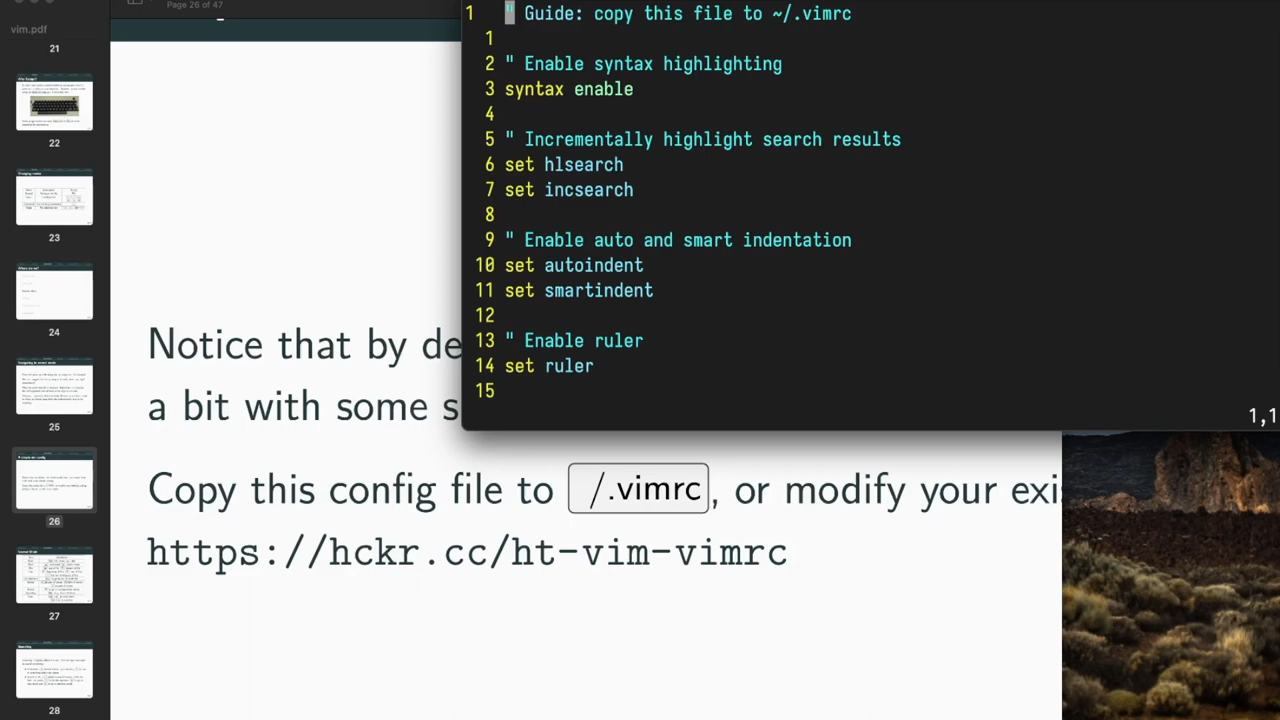 Page 26 of 47
vim.pdf
21
22
23
24
25
26
27
28
1 " Guide: copy this file to ~/.vimrc
1
2 " Enable syntax highlighting
3 syntax enable
4
5 " Incrementally highlight search results
6 set hlsearch
7 set incsearch
8
9 " Enable auto and smart indentation
10 set autoindent
11 set smartindent
12
13 " Enable ruler
14 set ruler
15
1,1
Notice that by de
a bit with some s
Copy this config file to /.vimrc, or modify your exi
https://hckr.cc/ht-vim-vimrc